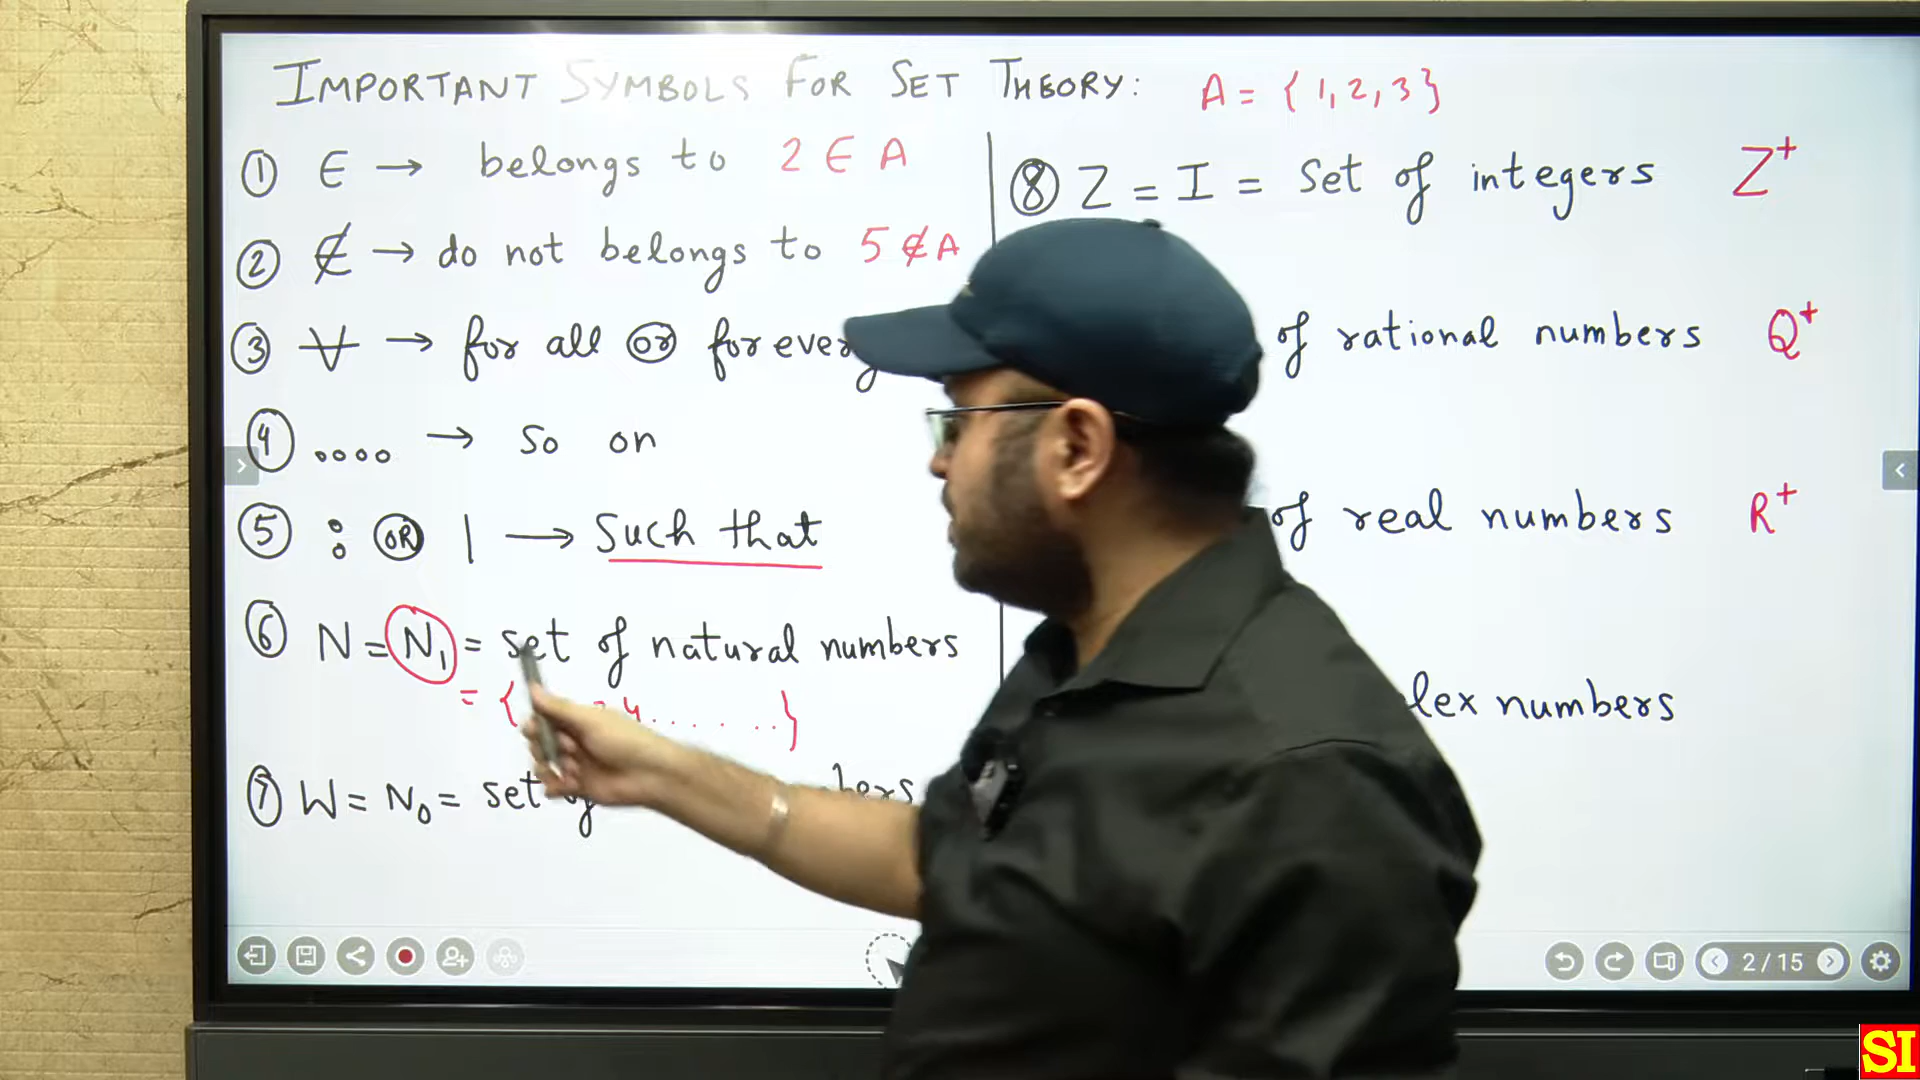 IMPORTANT SYMBOLS FOR SET THEORY: A = { 1, 2, 3 }
① ∈ → belongs to 2 ∈ A
② ∉ → do not belongs to 5 ∉ A
③ ∀ → for all OR for every
④ .... → So on
⑤ : OR | → Such that
⑥ N = N₁ = set of natural numbers
= { 4 . . . . . . }
⑦ W = N₀ = set of
⑧ Z = I = Set of integers Z⁺
of rational numbers Q⁺
of real numbers R⁺
numbers
2 / 15
SI